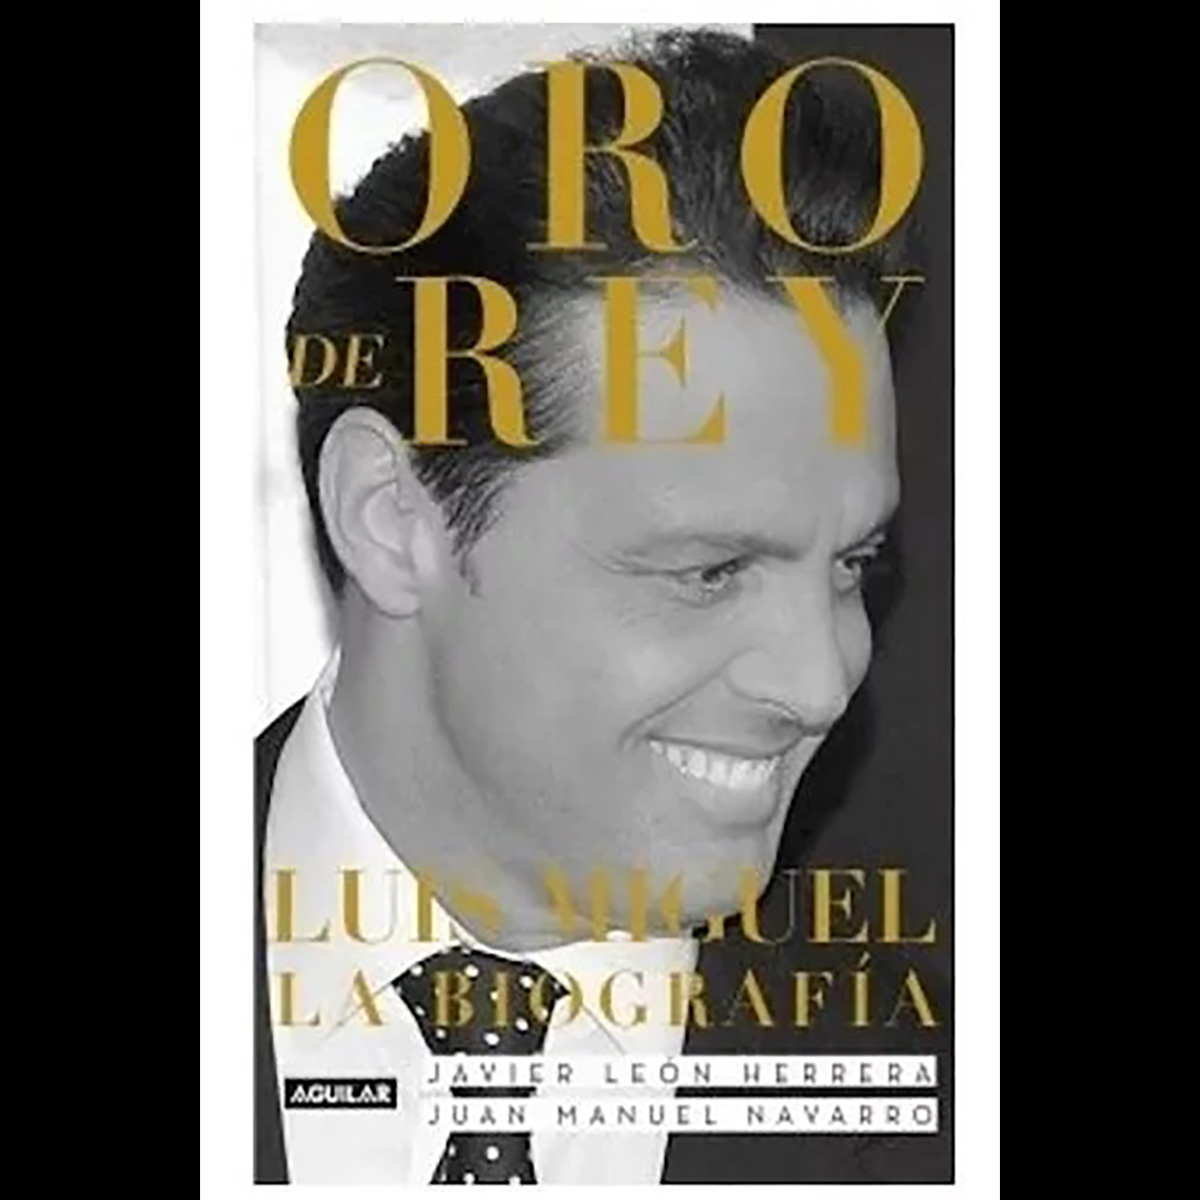 ORO
DE REY
LUIS MIGUEL
LA BIOGRAFÍA
AGUILAR
JAVIER LEÓN HERRERA
JUAN MANUEL NAVARRO